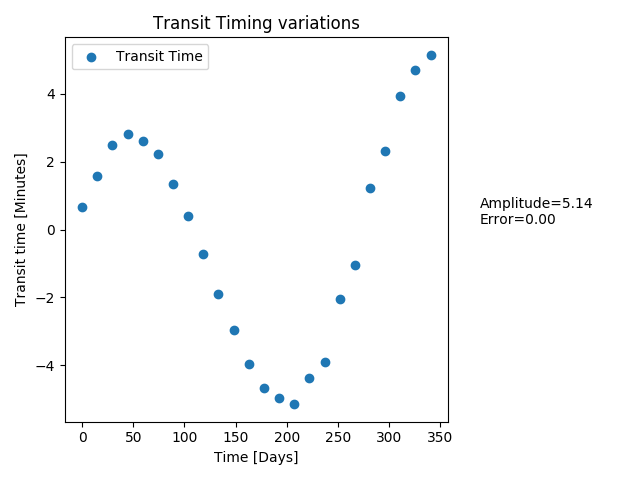 Transit Timing variations
Transit Time
Transit time [Minutes]
4
2
0
−2
−4
0 50 100 150 200 250 300 350
Time [Days]
Amplitude=5.14
Error=0.00